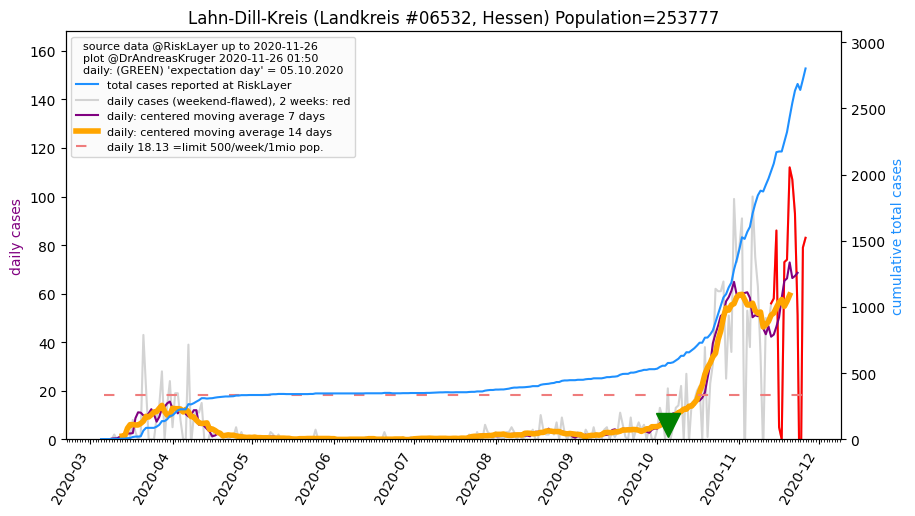 Lahn-Dill-Kreis (Landkreis #06532, Hessen) Population=253777
source data @RiskLayer up to 2020-11-26
plot @DrAndreasKruger 2020-11-26 01:50
daily: (GREEN) 'expectation day' = 05.10.2020
total cases reported at RiskLayer
daily cases (weekend-flawed), 2 weeks: red
daily: centered moving average 7 days
daily: centered moving average 14 days
daily 18.13 =limit 500/week/1mio pop.
daily cases
160
140
120
100
80
60
40
20
0
3000
2500
2000
1500
1000
500
0
cumulative total cases
2020-03
2020-04
2020-05
2020-06
2020-07
2020-08
2020-09
2020-10
2020-11
2020-12